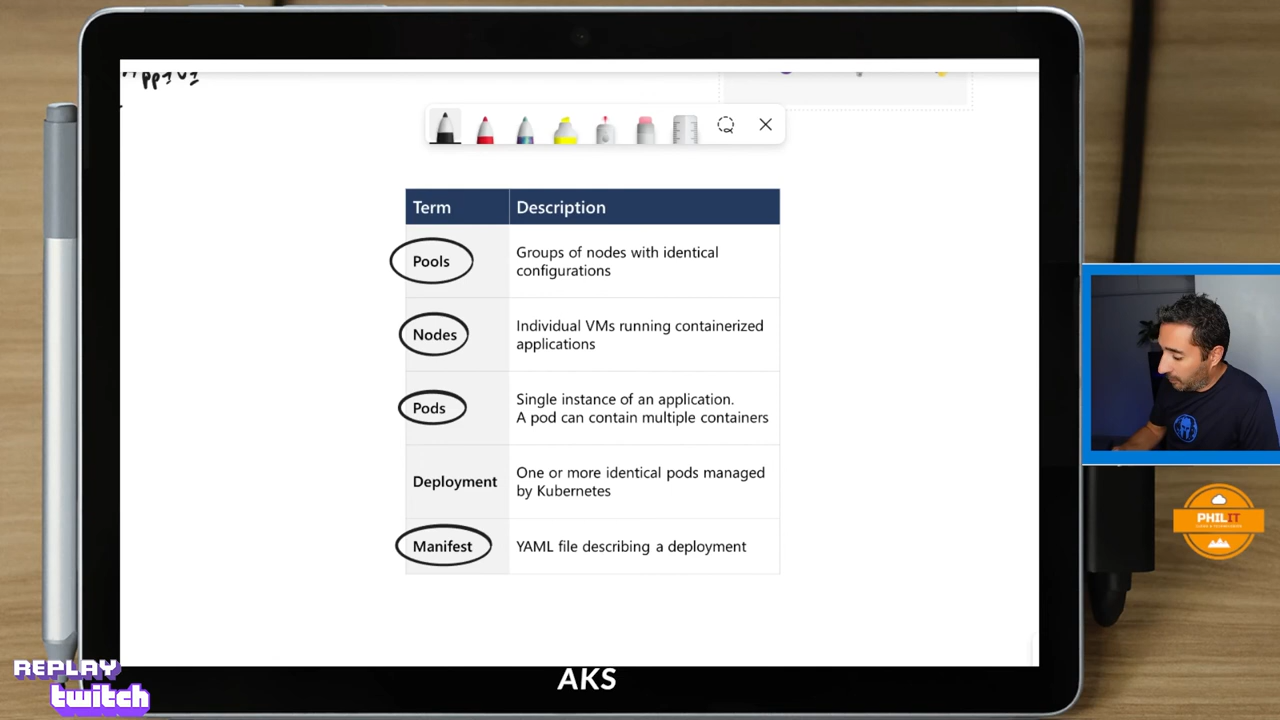 Term Description
Pools Groups of nodes with identical
configurations
Nodes Individual VMs running containerized
applications
Pods Single instance of an application.
A pod can contain multiple containers
Deployment One or more identical pods managed
by Kubernetes
Manifest YAML file describing a deployment
PHILIT
REPLAY
twitch
AKS